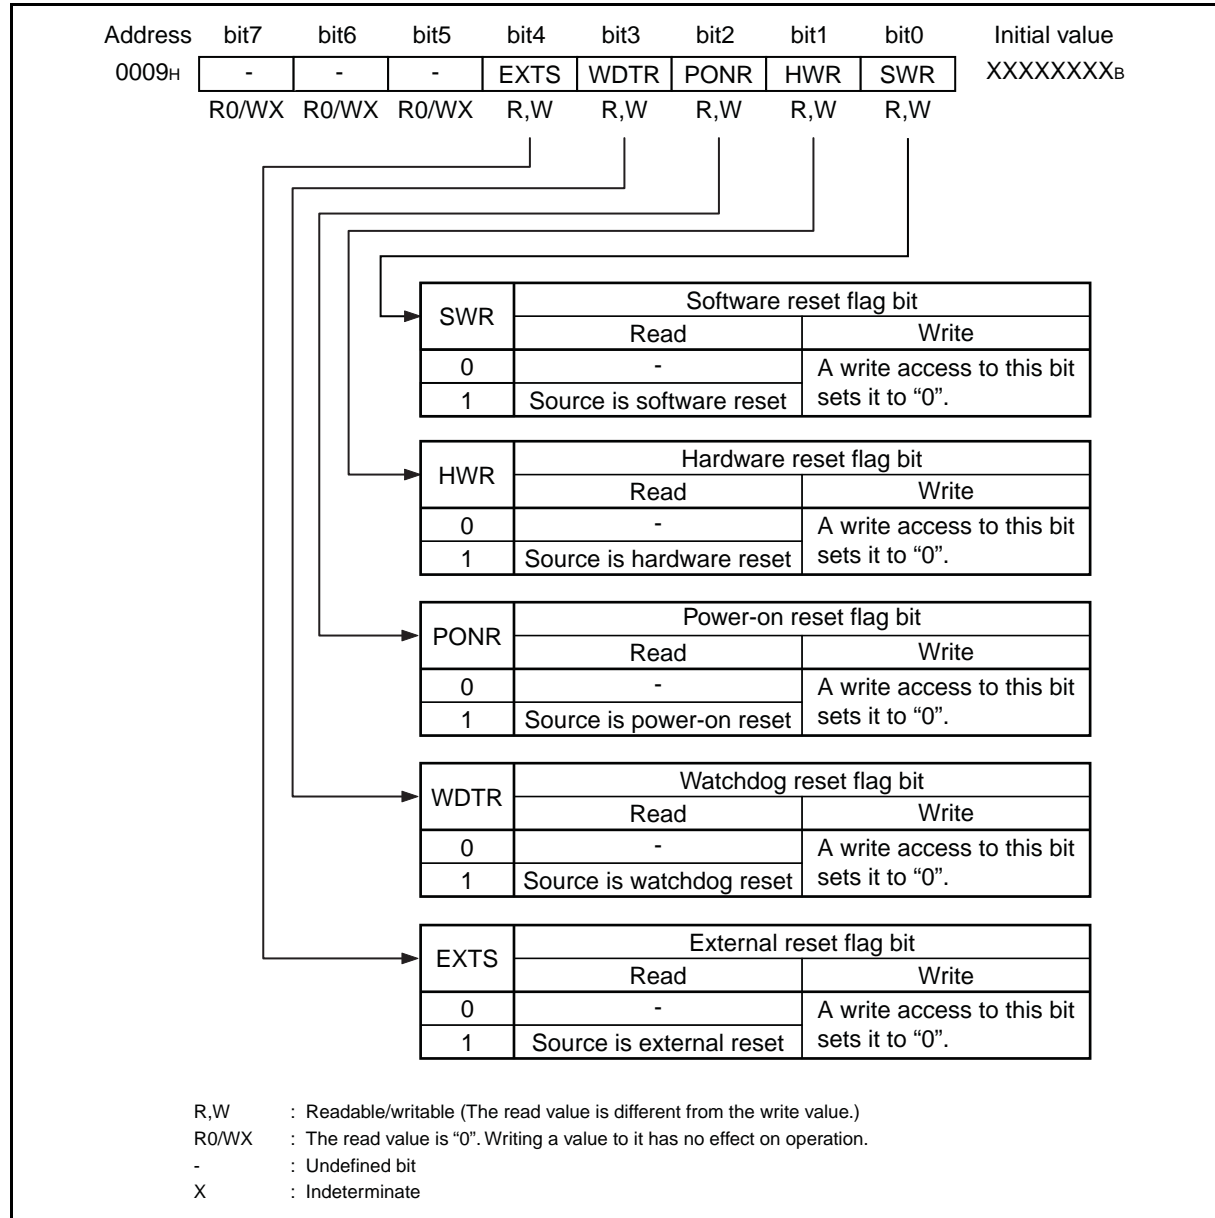 Address bit7 bit6 bit5 bit4 bit3 bit2 bit1 bit0 Initial value
0009H - - - EXTS WDTR PONR HWR SWR XXXXXXXXB
R0/WX R0/WX R0/WX R,W R,W R,W R,W R,W
SWR Software reset flag bit
Read Write
0 - A write access to this bit
1 Source is software reset sets it to “0”.
HWR Hardware reset flag bit
Read Write
0 - A write access to this bit
1 Source is hardware reset sets it to “0”.
PONR Power-on reset flag bit
Read Write
0 - A write access to this bit
1 Source is power-on reset sets it to “0”.
WDTR Watchdog reset flag bit
Read Write
0 - A write access to this bit
1 Source is watchdog reset sets it to “0”.
EXTS External reset flag bit
Read Write
0 - A write access to this bit
1 Source is external reset sets it to “0”.
R,W : Readable/writable (The read value is different from the write value.)
R0/WX : The read value is “0”. Writing a value to it has no effect on operation.
- : Undefined bit
X : Indeterminate